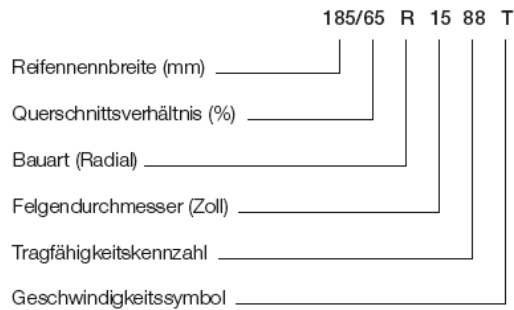 185/65 R 15 88 T
Reifennennbreite (mm)
Querschnittsverhältnis (%)
Bauart (Radial)
Felgendurchmesser (Zoll)
Tragfähigkeitskennzahl
Geschwindigkeitssymbol